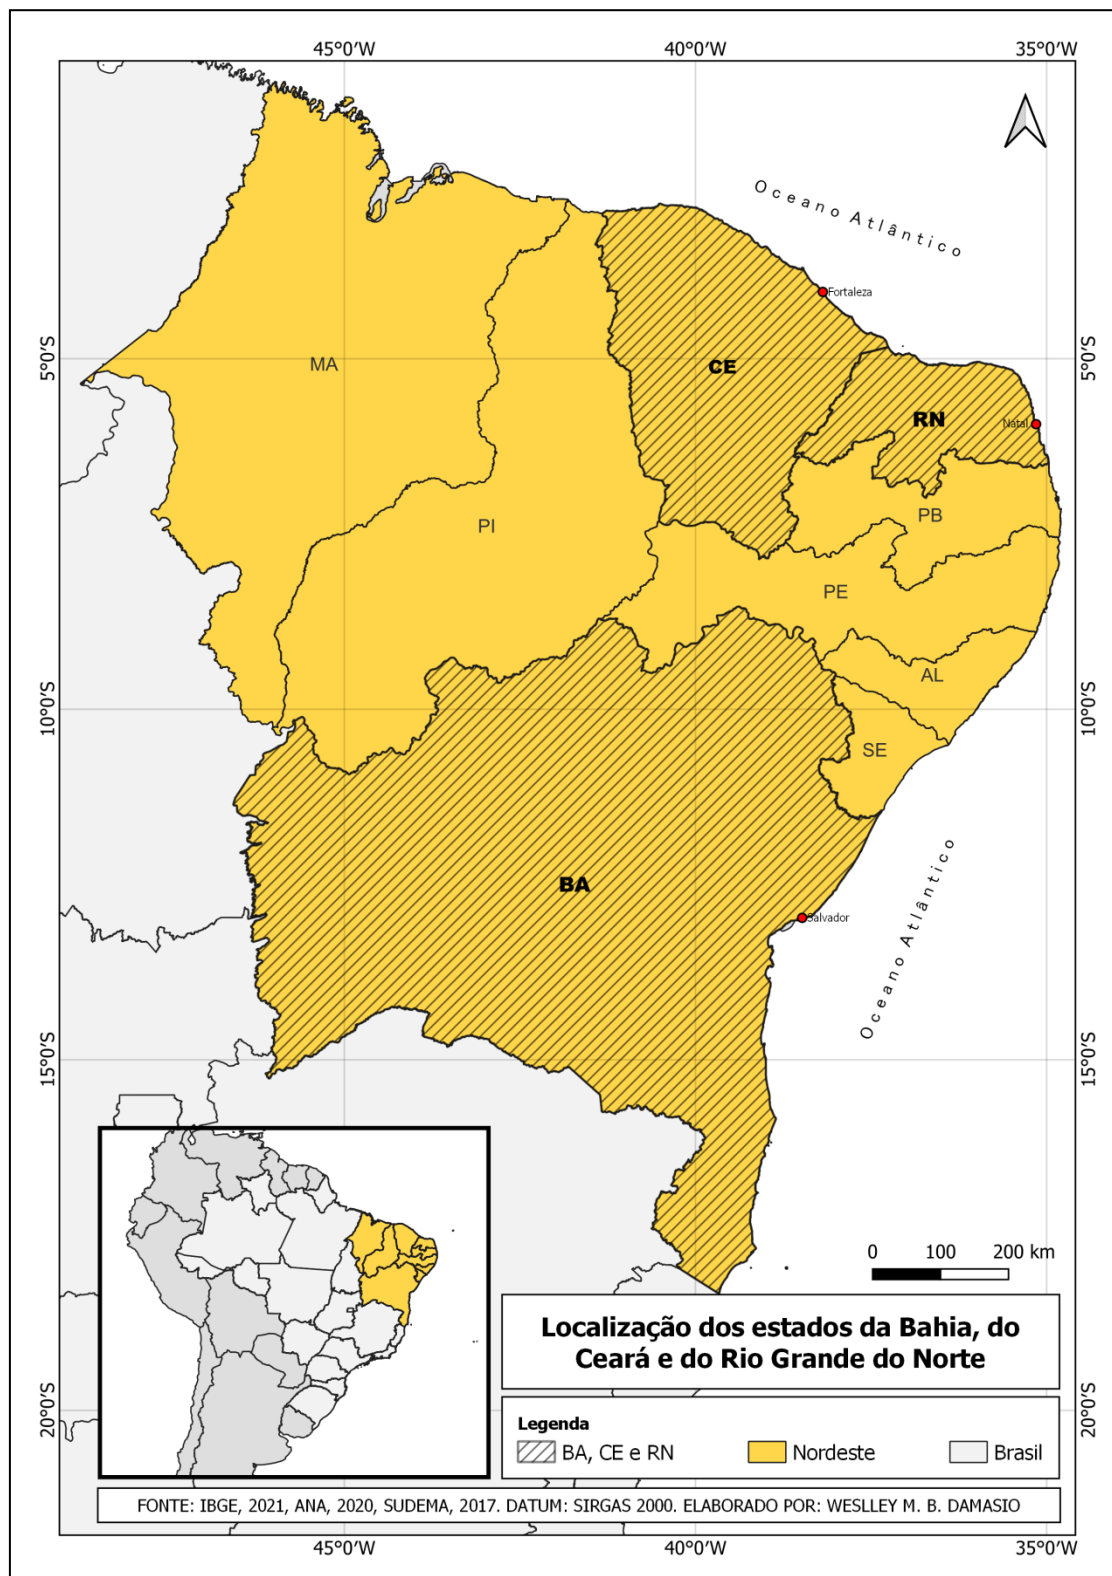 45°0'W 40°0'W 35°0'W
Oceano Atlântico
Fortaleza
5°0'S 5°0'S
MA
CE
RN
Natal
PB
PI
PE
AL
10°0'S 10°0'S
SE
BA
Salvador
Oceano Atlântico
15°0'S 15°0'S
0 100 200 km
Localização dos estados da Bahia, do
Ceará e do Rio Grande do Norte
20°0'S 20°0'S
Legenda
BA, CE e RN Nordeste Brasil
FONTE: IBGE, 2021, ANA, 2020, SUDEMA, 2017. DATUM: SIRGAS 2000. ELABORADO POR: WESLLEY M. B. DAMASIO
45°0'W 40°0'W 35°0'W